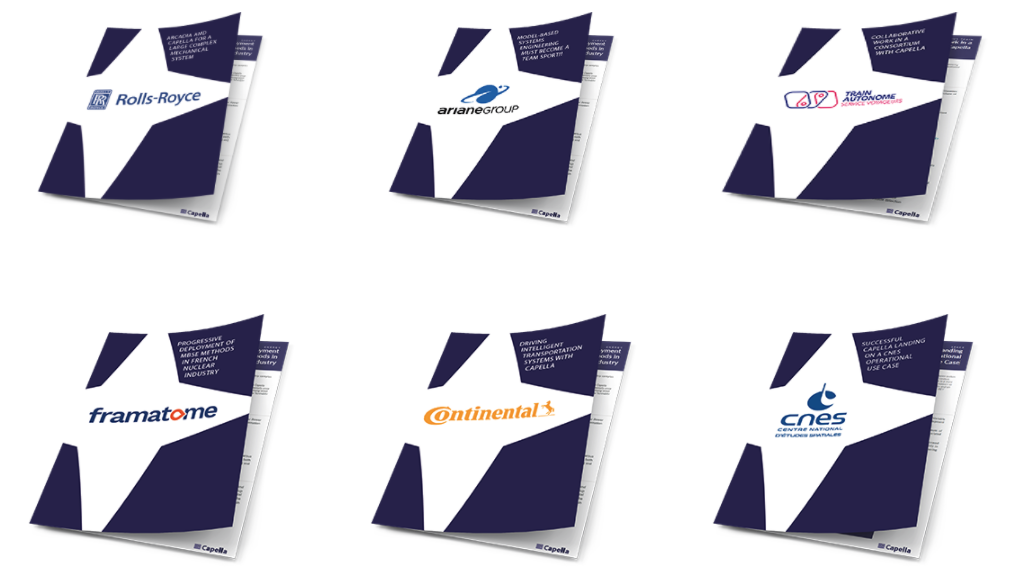 ARCADIA AND
CAPELLA FOR A
LARGE COMPLEX
MECHANICAL
SYSTEM
RR
Rolls-Royce
Capella
MODEL-BASED
SYSTEMS
ENGINEERING
MUST BECOME A
TEAM SPORT!!
arianeGROUP
Capella
COLLABORATIVE
WORK IN A
CONSORTIUM
WITH CAPELLA
TRAIN
AUTONOME
SERVICE VOYAGEURS
Capella
PROGRESSIVE
DEPLOYMENT OF
MBSE METHODS
IN FRENCH
NUCLEAR
INDUSTRY
framatome
Capella
DRIVING
INTELLIGENT
TRANSPORTATION
SYSTEMS WITH
CAPELLA
Continental
Capella
SUCCESSFUL
CAPELLA LANDING
ON A CNES
OPERATIONAL
USE CASE
cnes
CENTRE NATIONAL
D'ÉTUDES SPATIALES
Capella